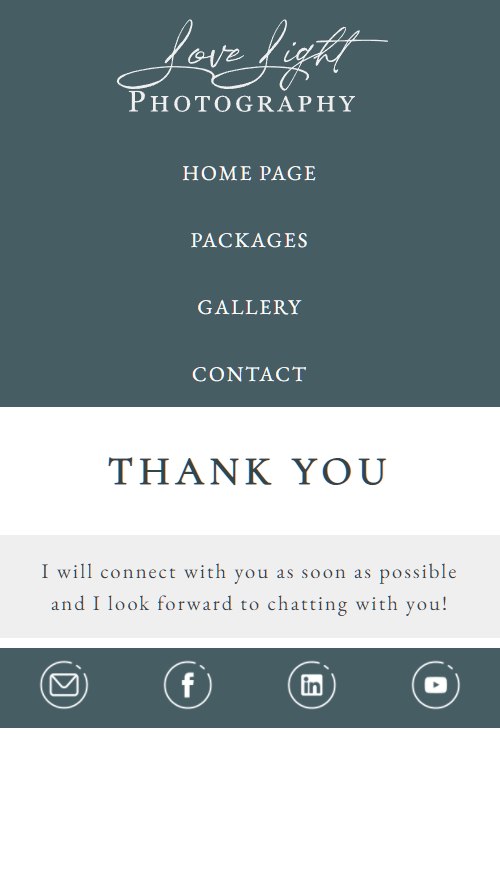 Love Light
PHOTOGRAPHY
HOME PAGE
PACKAGES
GALLERY
CONTACT
THANK YOU
I will connect with you as soon as possible
and I look forward to chatting with you!